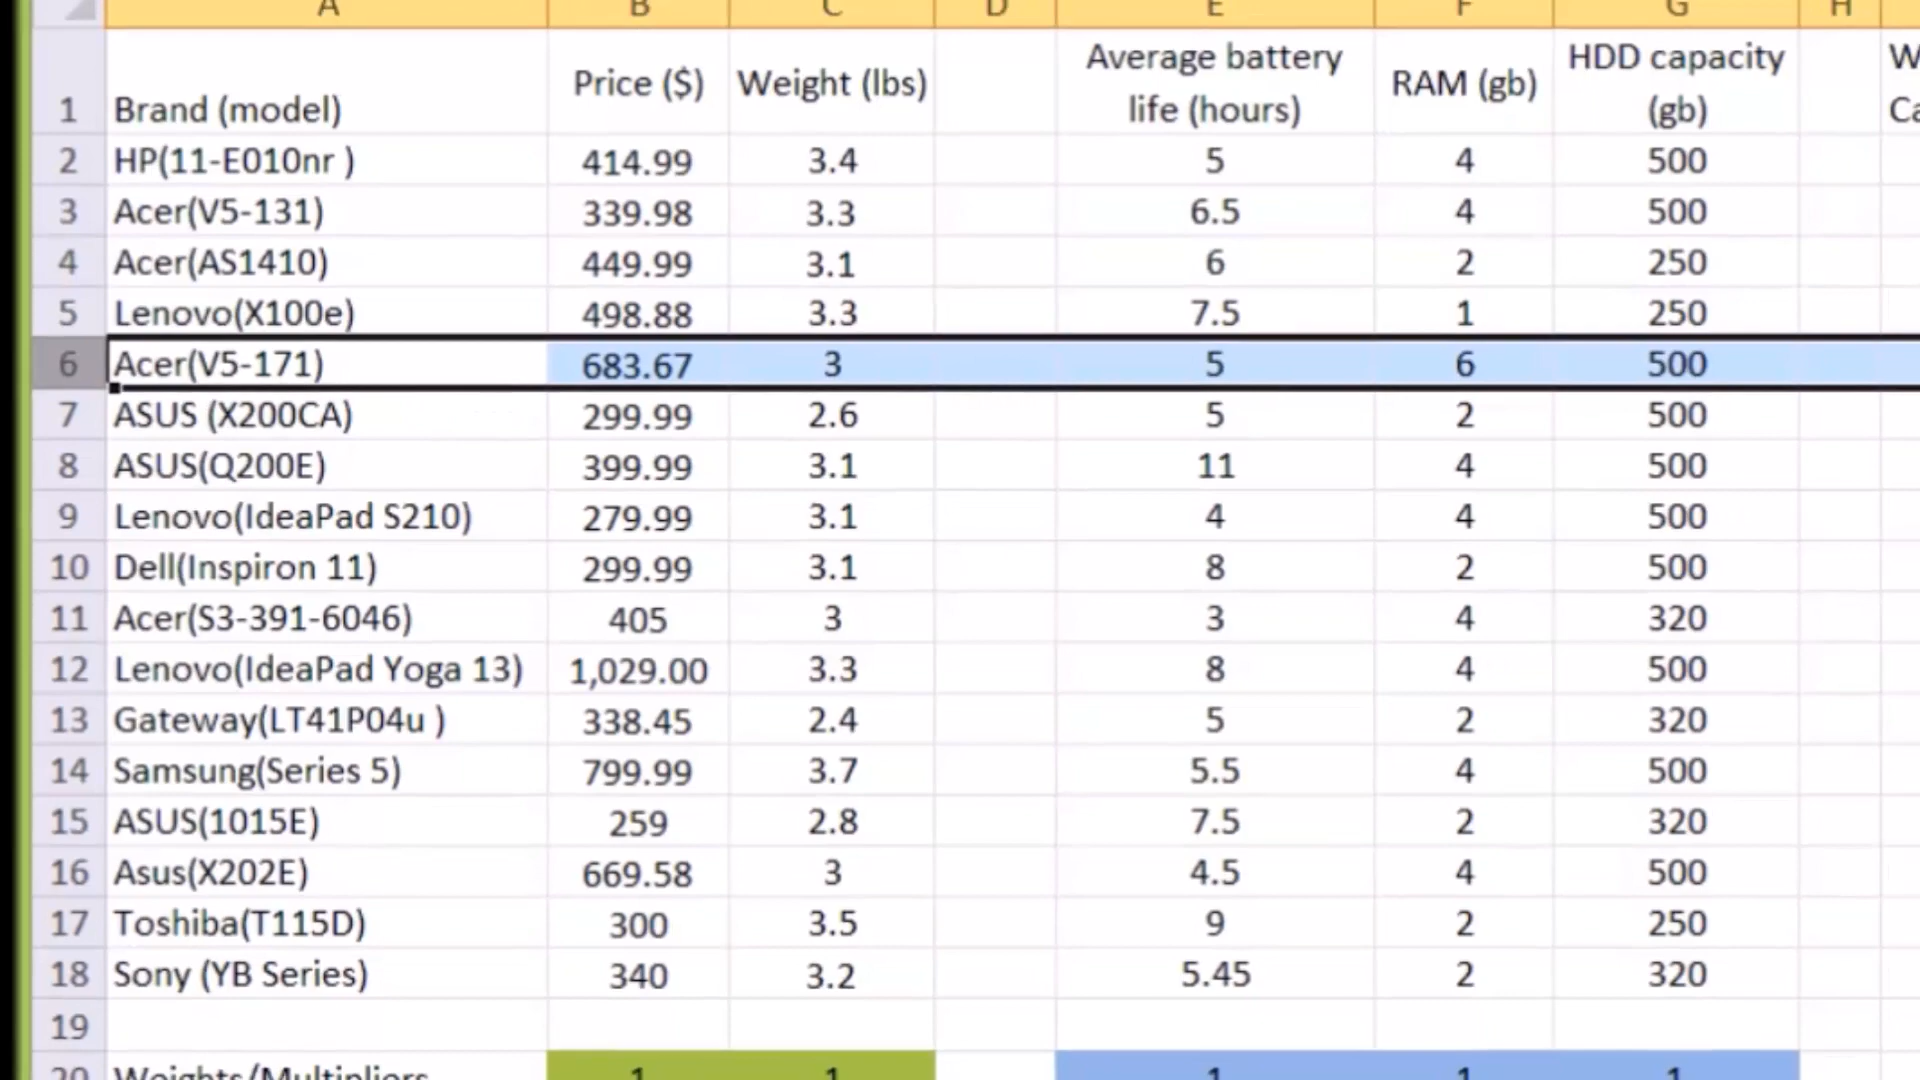 A B C D E F G H
1 Brand (model) Price ($) Weight (lbs) Average battery life (hours) RAM (gb) HDD capacity (gb) W
2 HP(11-E010nr ) 414.99 3.4 5 4 500
3 Acer(V5-131) 339.98 3.3 6.5 4 500
4 Acer(AS1410) 449.99 3.1 6 2 250
5 Lenovo(X100e) 498.88 3.3 7.5 1 250
6 Acer(V5-171) 683.67 3 5 6 500
7 ASUS (X200CA) 299.99 2.6 5 2 500
8 ASUS(Q200E) 399.99 3.1 11 4 500
9 Lenovo(IdeaPad S210) 279.99 3.1 4 4 500
10 Dell(Inspiron 11) 299.99 3.1 8 2 500
11 Acer(S3-391-6046) 405 3 3 4 320
12 Lenovo(IdeaPad Yoga 13) 1,029.00 3.3 8 4 500
13 Gateway(LT41P04u ) 338.45 2.4 5 2 320
14 Samsung(Series 5) 799.99 3.7 5.5 4 500
15 ASUS(1015E) 259 2.8 7.5 2 320
16 Asus(X202E) 669.58 3 4.5 4 500
17 Toshiba(T115D) 300 3.5 9 2 250
18 Sony (YB Series) 340 3.2 5.45 2 320
19
20 Weights/Multipliers 1 1 1 1 1